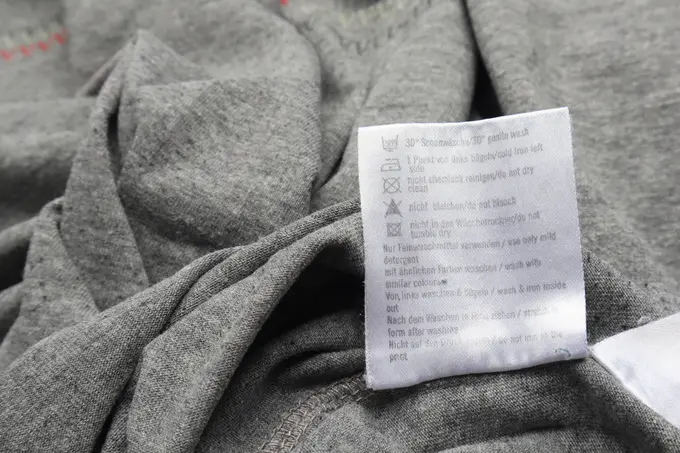 30° Schonwäsche/30° gentle wash
1 Punkt von links bügeln/cold iron left
side
nicht chemisch reinigen/do not dry
clean
nicht bleichen/do not bleach
nicht in den Wäschetrockner/do not
tumble dry
Nur Feinwaschmittel verwenden / use only mild
detergent
mit ähnlichen Farben waschen / wash with
similar colours
Von links waschen & bügeln / wash & iron inside
out
Nach dem Waschen in Form ziehen / stretch in
form after washing
Nicht auf den Druck bügeln / do not iron on the
print